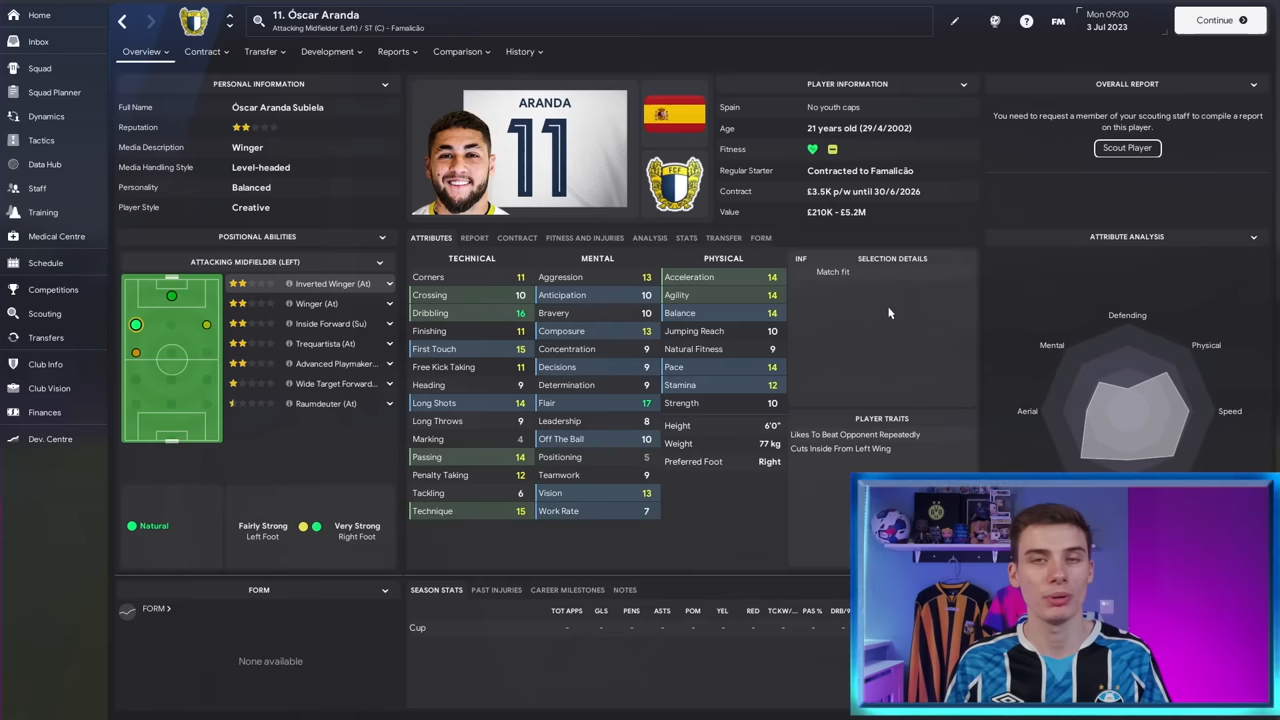 Home
Inbox
Squad
Squad Planner
Dynamics
Tactics
Data Hub
Staff
Training
Medical Centre
Schedule
Competitions
Scouting
Transfers
Club Info
Club Vision
Finances
Dev. Centre
11. Óscar Aranda
Attacking Midfielder (Left) / ST (C) - Famalicão
FM
Mon 09:00
3 Jul 2023
Continue
Overview
Contract
Transfer
Development
Reports
Comparison
History
PERSONAL INFORMATION
Full Name Óscar Aranda Subiela
Reputation
Media Description Winger
Media Handling Style Level-headed
Personality Balanced
Player Style Creative
ARANDA
11
FCF
PLAYER INFORMATION
Spain No youth caps
Age 21 years old (29/4/2002)
Fitness
Regular Starter Contracted to Famalicão
Contract £3.5K p/w until 30/6/2026
Value £210K - £5.2M
OVERALL REPORT
You need to request a member of your scouting staff to compile a report
on this player.
Scout Player
POSITIONAL ABILITIES
ATTACKING MIDFIELDER (LEFT)
Inverted Winger (At)
Winger (At)
Inside Forward (Su)
Trequartista (At)
Advanced Playmaker...
Wide Target Forward...
Raumdeuter (At)
Natural
Fairly Strong
Left Foot
Very Strong
Right Foot
ATTRIBUTES REPORT CONTRACT FITNESS AND INJURIES ANALYSIS STATS TRANSFER FORM
TECHNICAL
Corners 11
Crossing 10
Dribbling 16
Finishing 11
First Touch 15
Free Kick Taking 11
Heading 9
Long Shots 14
Long Throws 9
Marking 4
Passing 14
Penalty Taking 12
Tackling 6
Technique 15
MENTAL
Aggression 13
Anticipation 10
Bravery 10
Composure 13
Concentration 9
Decisions 9
Determination 9
Flair 17
Leadership 8
Off The Ball 10
Positioning 5
Teamwork 9
Vision 13
Work Rate 7
PHYSICAL
Acceleration 14
Agility 14
Balance 14
Jumping Reach 10
Natural Fitness 9
Pace 14
Stamina 12
Strength 10
Height 6'0"
Weight 77 kg
Preferred Foot Right
INF SELECTION DETAILS
Match fit
PLAYER TRAITS
Likes To Beat Opponent Repeatedly
Cuts Inside From Left Wing
ATTRIBUTE ANALYSIS
Defending
Mental
Physical
Aerial
Speed
FORM
FORM
None available
SEASON STATS PAST INJURIES CAREER MILESTONES NOTES
TOT APPS GLS PENS ASTS POM YEL RED TCKW/... PAS % DRB/9
Cup - - - - - - - - - -